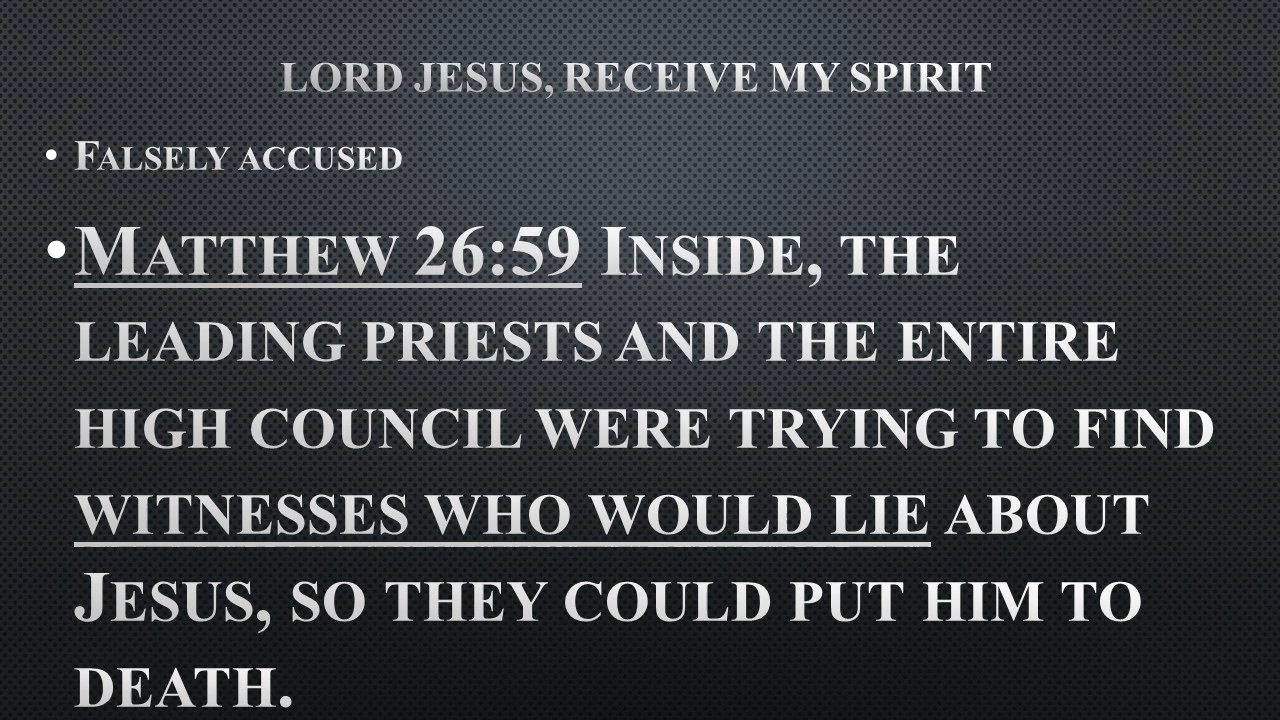 LORD JESUS, RECEIVE MY SPIRIT
• FALSELY ACCUSED
• MATTHEW 26:59 INSIDE, THE
LEADING PRIESTS AND THE ENTIRE
HIGH COUNCIL WERE TRYING TO FIND
WITNESSES WHO WOULD LIE ABOUT
JESUS, SO THEY COULD PUT HIM TO
DEATH.